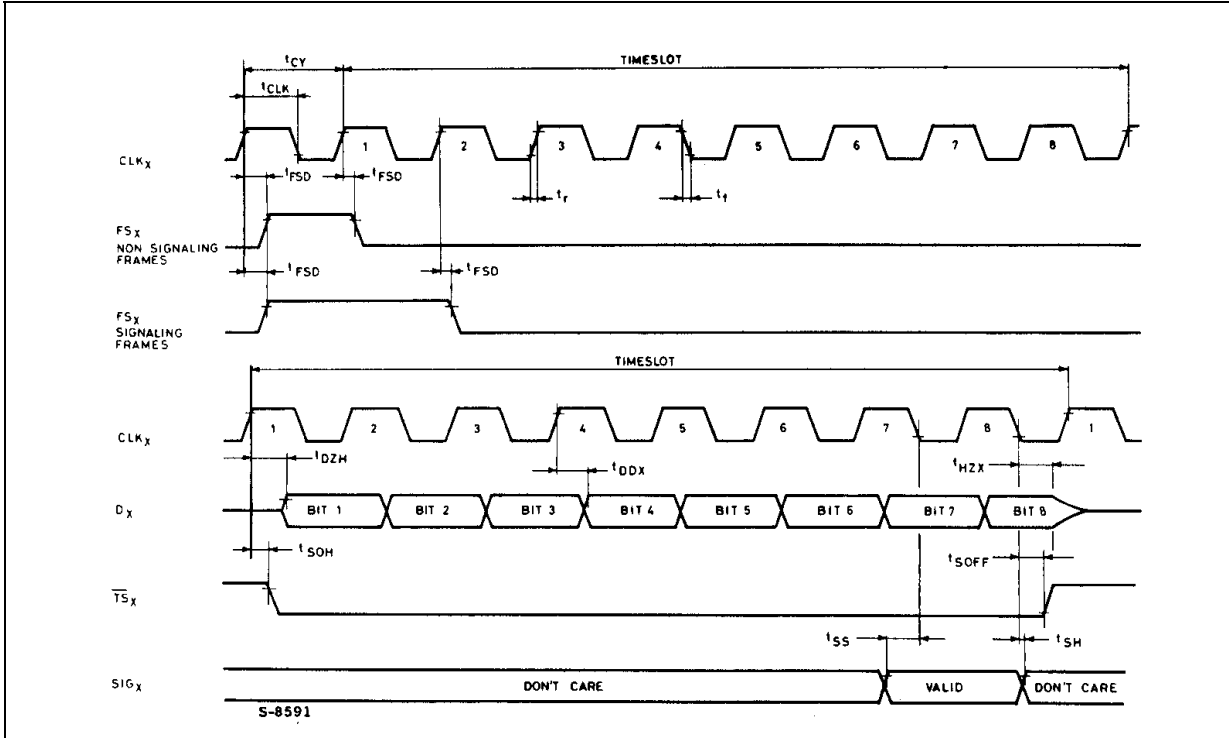 tCY
TIMESLOT
tCLK
CLKX
1 2 3 4 5 6 7 8
tFSD tFSD
tr tf
FSX
NON SIGNALING
FRAMES
tFSD tFSD
FSX
SIGNALING
FRAMES
TIMESLOT
CLKX
1 2 3 4 5 6 7 8 1
tDZH tDDX tHZX
DX
BIT 1 BIT 2 BIT 3 BIT 4 BIT 5 BIT 6 BIT 7 BIT 8
tSOH tSOFF
TSX
tSS tSH
SIGX
DON'T CARE VALID DON'T CARE
S-8591